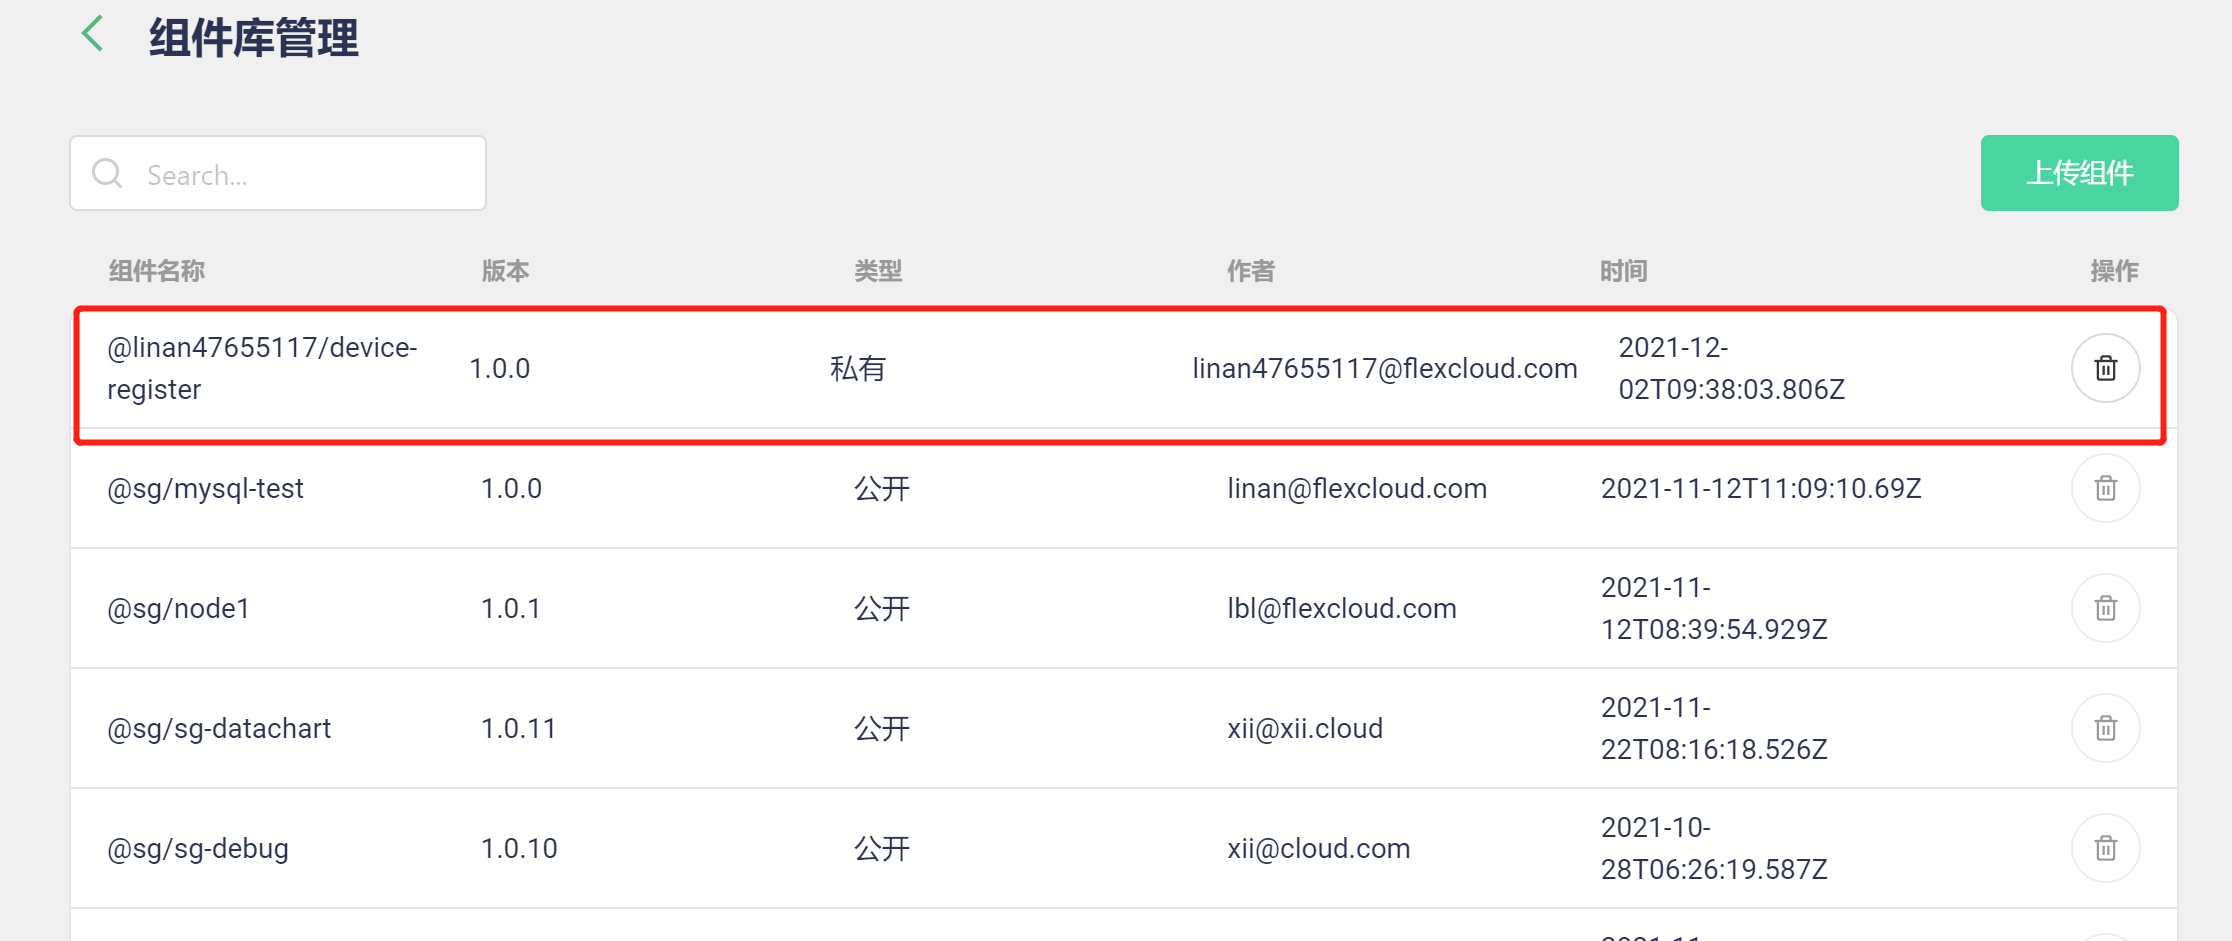 组件库管理
Search...
上传组件
组件名称 版本 类型 作者 时间 操作
@linan47655117/device-
register
1.0.0 私有 linan47655117@flexcloud.com
2021-12-
02T09:38:03.806Z
@sg/mysql-test 1.0.0 公开 linan@flexcloud.com 2021-11-12T11:09:10.69Z
@sg/node1 1.0.1 公开 lbl@flexcloud.com
2021-11-
12T08:39:54.929Z
@sg/sg-datachart 1.0.11 公开 xii@xii.cloud
2021-11-
22T08:16:18.526Z
@sg/sg-debug 1.0.10 公开 xii@cloud.com
2021-10-
28T06:26:19.587Z